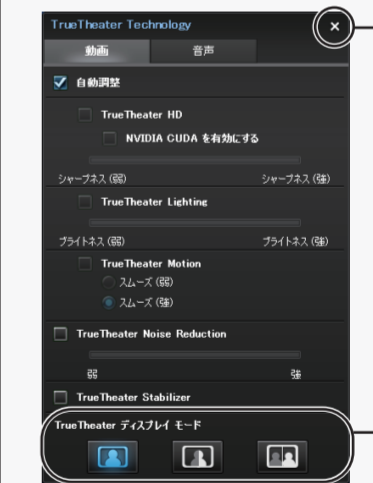 TrueTheater Technology
×
動画 音声
自動調整
TrueTheater HD
NVIDIA CUDA を有効にする
シャープネス (弱) シャープネス (強)
TrueTheater Lighting
ブライトネス (弱) ブライトネス (強)
TrueTheater Motion
スムーズ (弱)
スムーズ (強)
TrueTheater Noise Reduction
弱 強
TrueTheater Stabilizer
TrueTheater ディスプレイ モード